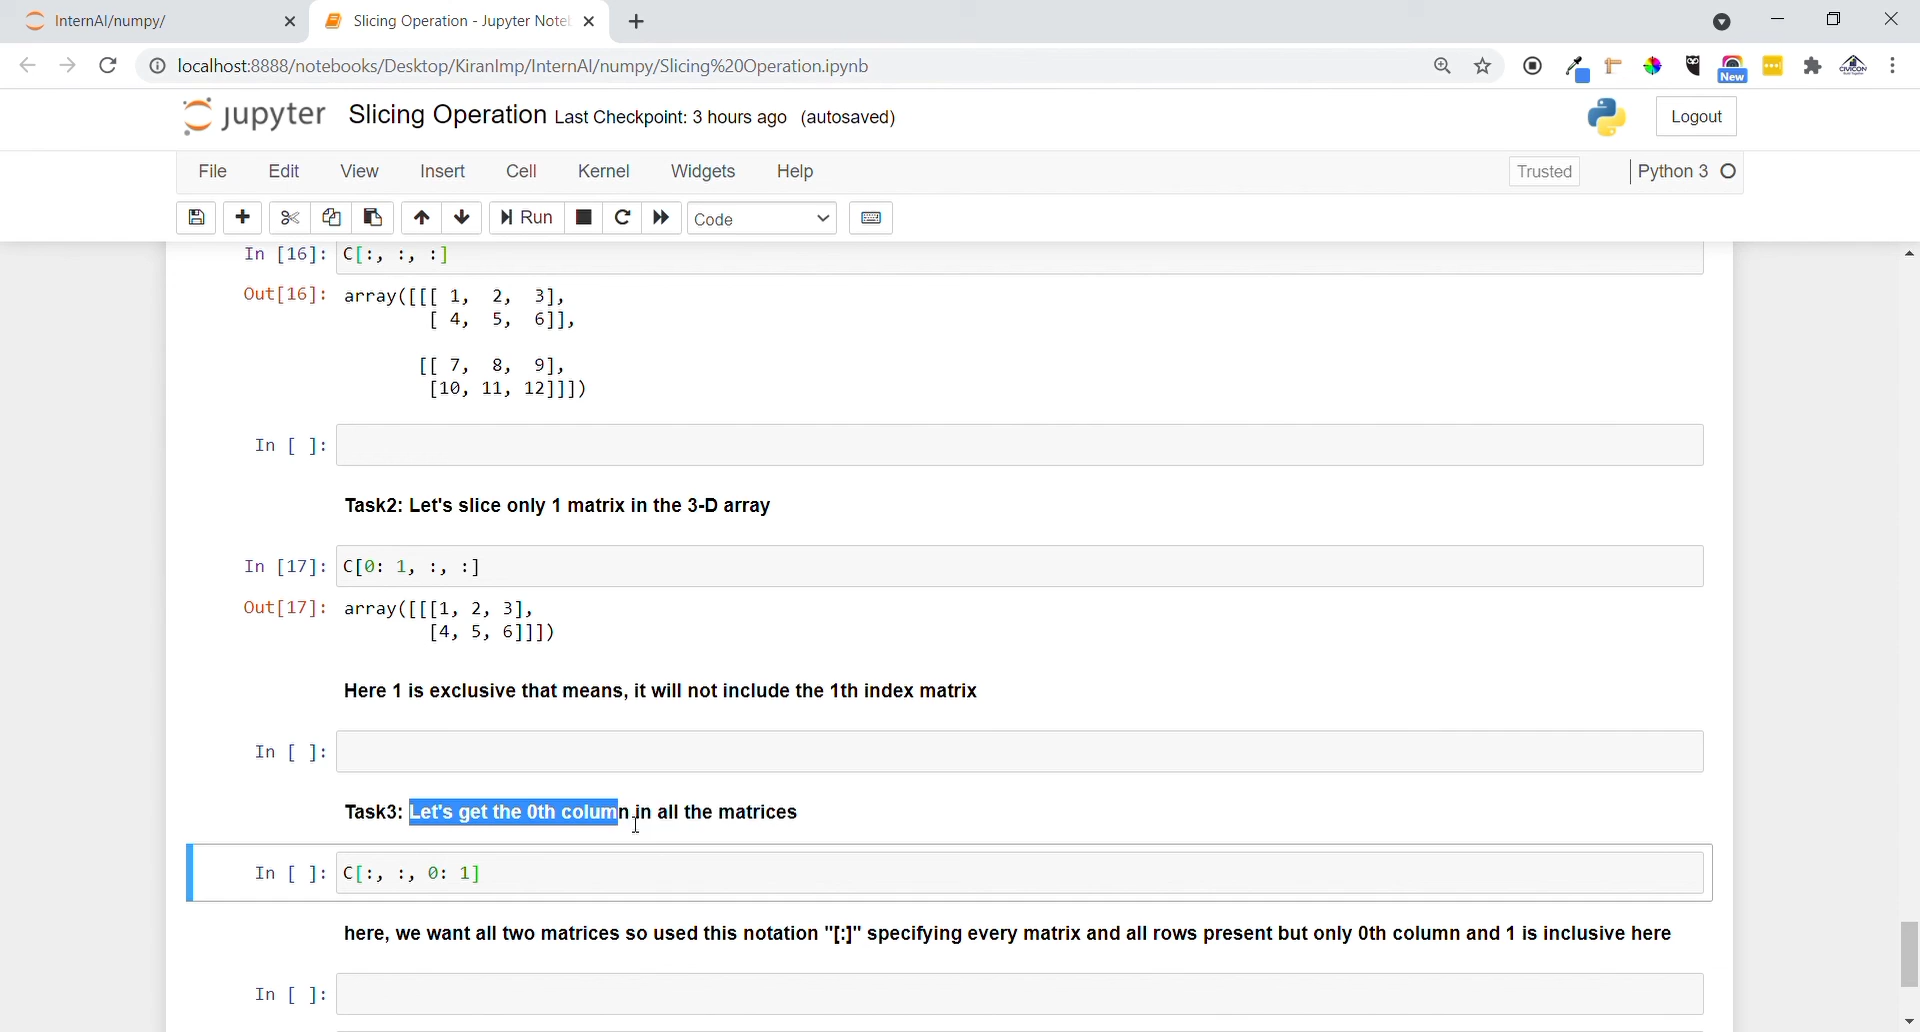 InternAI/numpy/
Slicing Operation - Jupyter Note
localhost:8888/notebooks/Desktop/KiranImp/InternAI/numpy/Slicing%20Operation.ipynb
New
CIVICON
jupyter Slicing Operation Last Checkpoint: 3 hours ago (autosaved)
Logout
File Edit View Insert Cell Kernel Widgets Help
Trusted
Python 3
Run
Code
In [16]: C[:, :, :]
Out[16]: array([[[ 1, 2, 3],
[ 4, 5, 6]],
[[ 7, 8, 9],
[10, 11, 12]]])
In [ ]:
Task2: Let's slice only 1 matrix in the 3-D array
In [17]: C[0: 1, :, :]
Out[17]: array([[[1, 2, 3],
[4, 5, 6]]])
Here 1 is exclusive that means, it will not include the 1th index matrix
In [ ]:
Task3: Let's get the 0th column in all the matrices
In [ ]: C[:, :, 0: 1]
here, we want all two matrices so used this notation "[:]" specifying every matrix and all rows present but only 0th column and 1 is inclusive here
In [ ]: